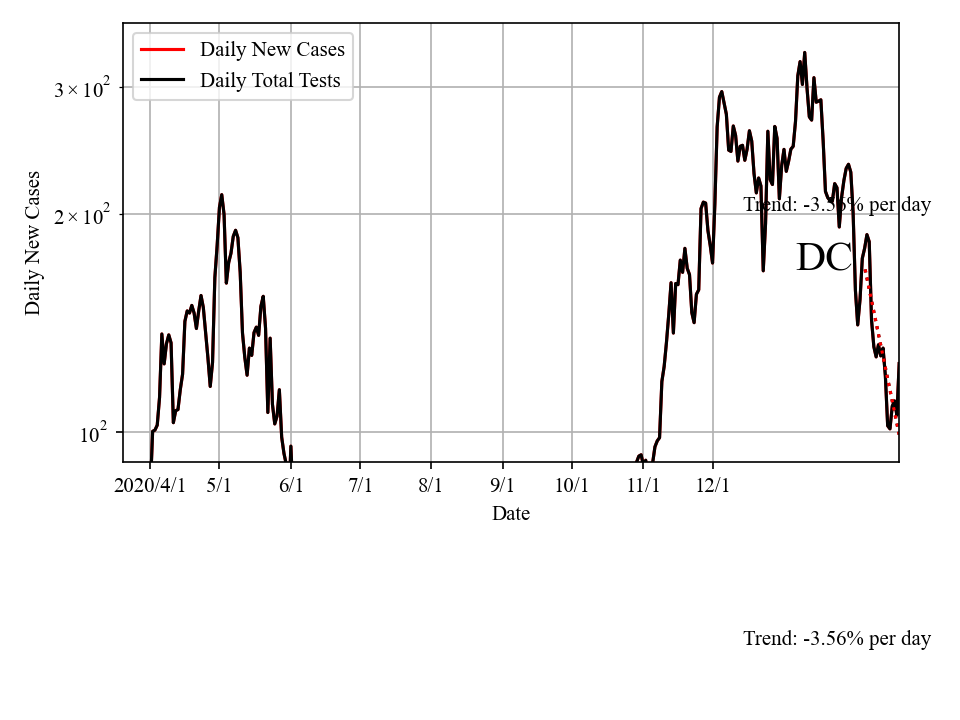 Daily New Cases
Daily Total Tests
3 × 10²
2 × 10²
10²
Daily New Cases
Trend: -3.56% per day
DC
2020/4/1 5/1 6/1 7/1 8/1 9/1 10/1 11/1 12/1
Date
Trend: -3.56% per day